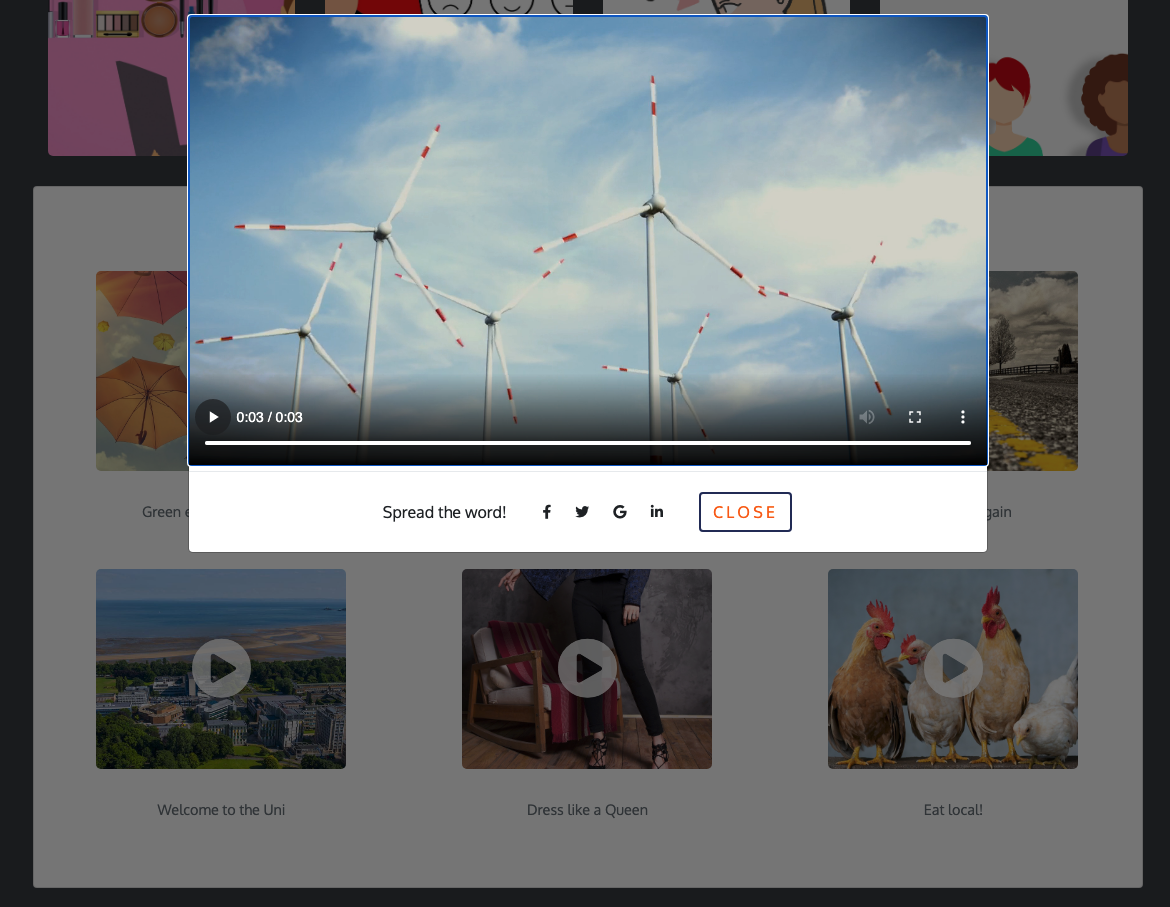 0:03 / 0:03
Green e
gain
Spread the word!
CLOSE
Welcome to the Uni
Dress like a Queen
Eat local!